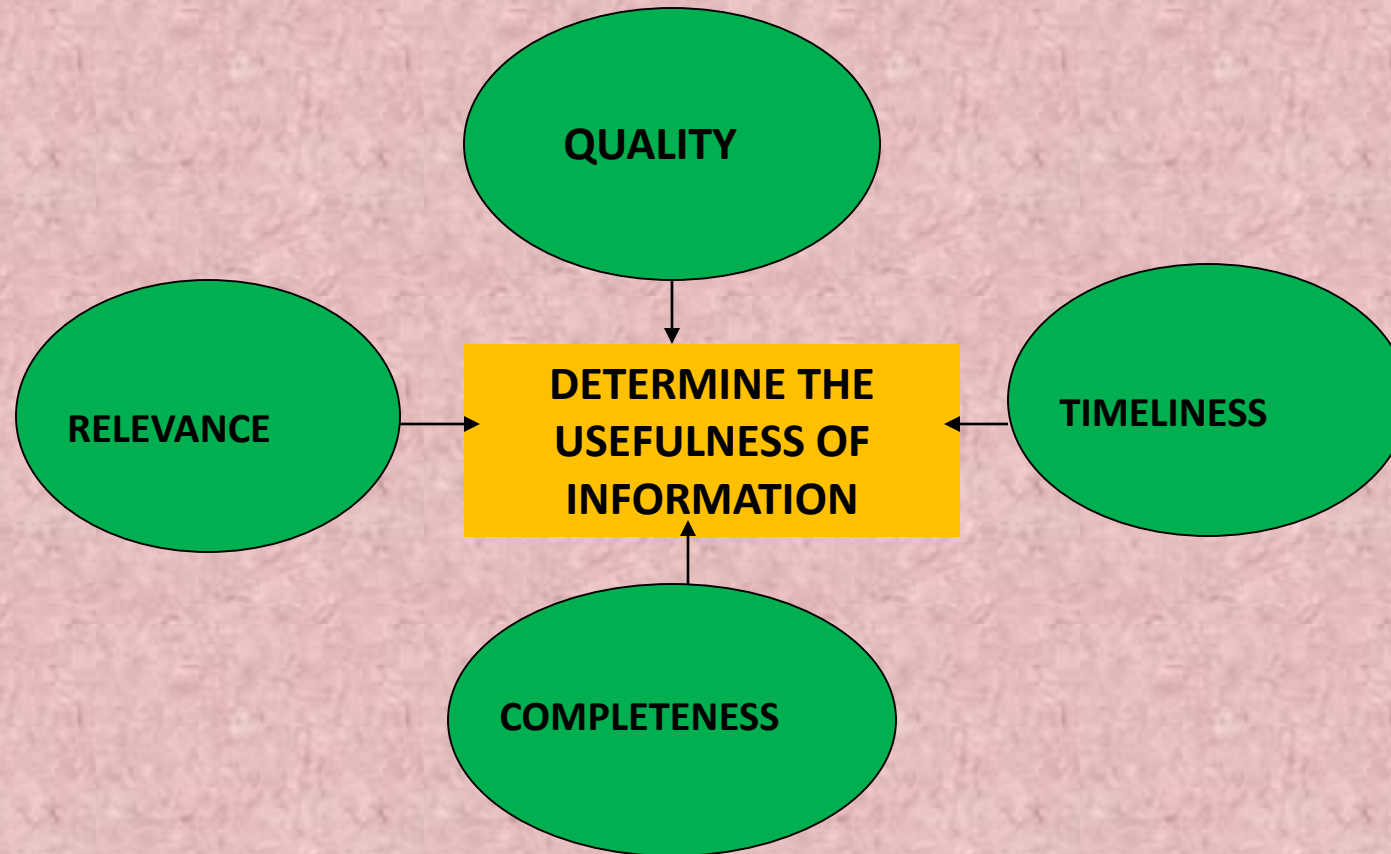 QUALITY
DETERMINE THE
USEFULNESS OF
INFORMATION
RELEVANCE
TIMELINESS
COMPLETENESS